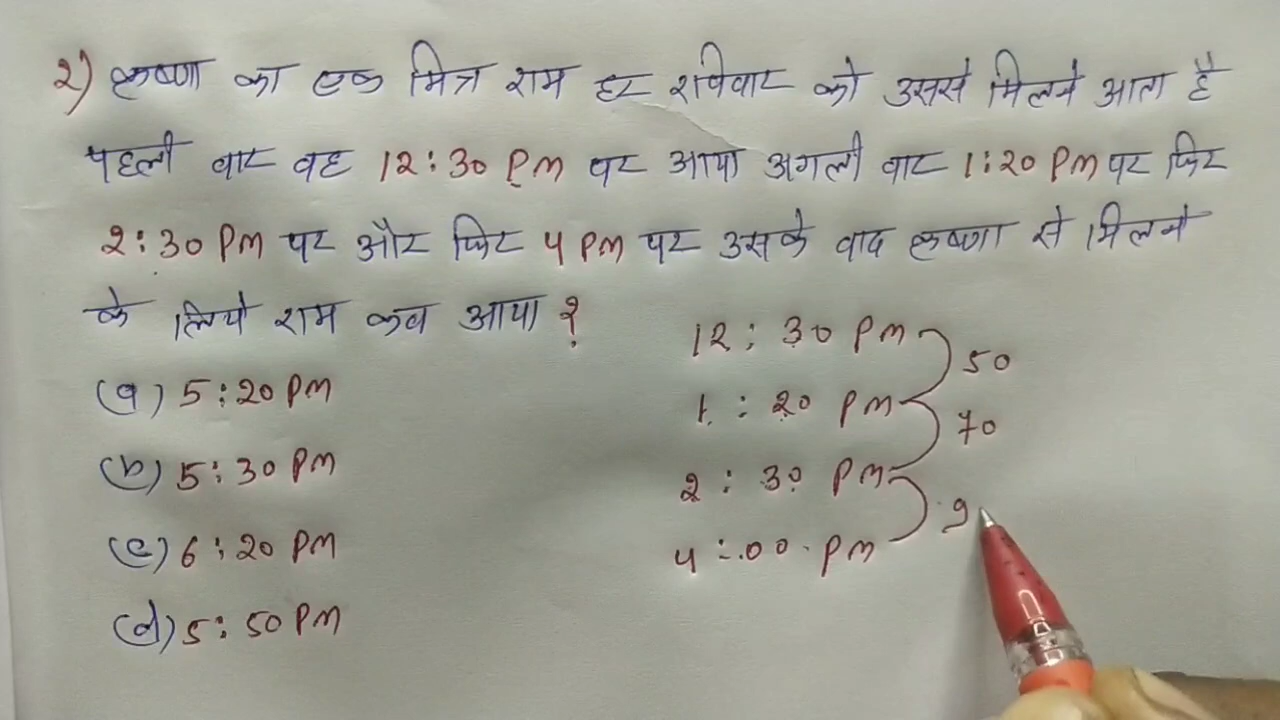 २) कृष्णा का एक मित्र राम हर रविवार को उससे मिलने आता है
पहली बार वह 12:30 PM पर आया अगली बार 1:20 PM पर फिर
2:30 PM पर और फिर 4 PM पर उसके बाद कृष्णा से मिलने
के लिये राम कब आया ?
(a) 5:20 PM
(b) 5:30 PM
(c) 6:20 PM
(d) 5:50 PM
12:30 PM
50
1:20 PM
70
2:30 PM
9
4:00 PM